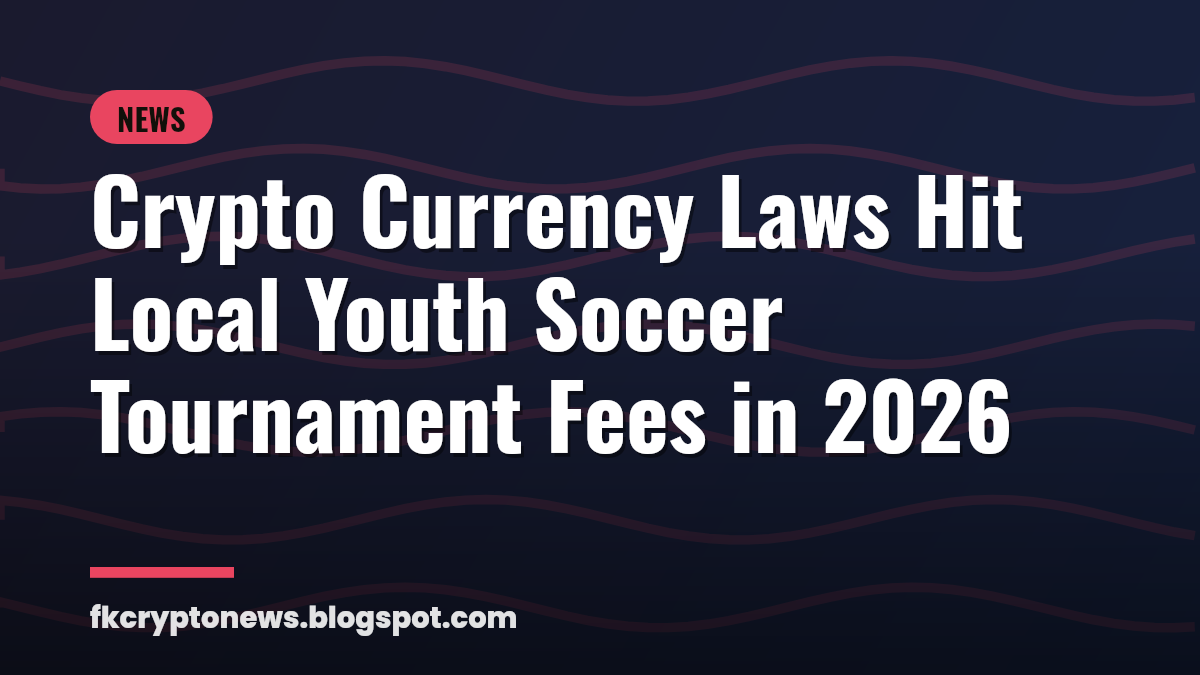 NEWS
Crypto Currency Laws Hit
Local Youth Soccer
Tournament Fees in 2026
fkcryptonews.blogspot.com